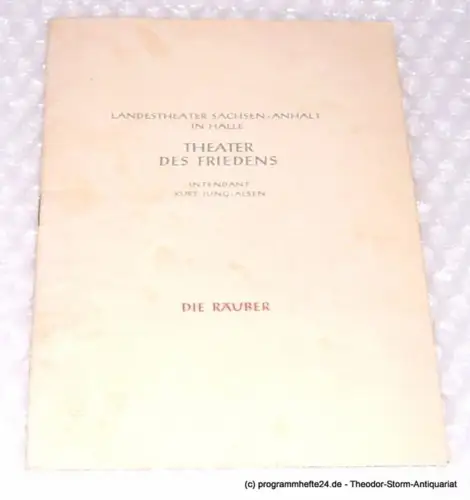 LANDESTHEATER SACHSEN-ANHALT
IN HALLE
THEATER
DES FRIEDENS
INTENDANT
KURT JUNG-ALSEN
DIE RÄUBER
(c) programmhefte24.de - Theodor-Storm-Antiquariat